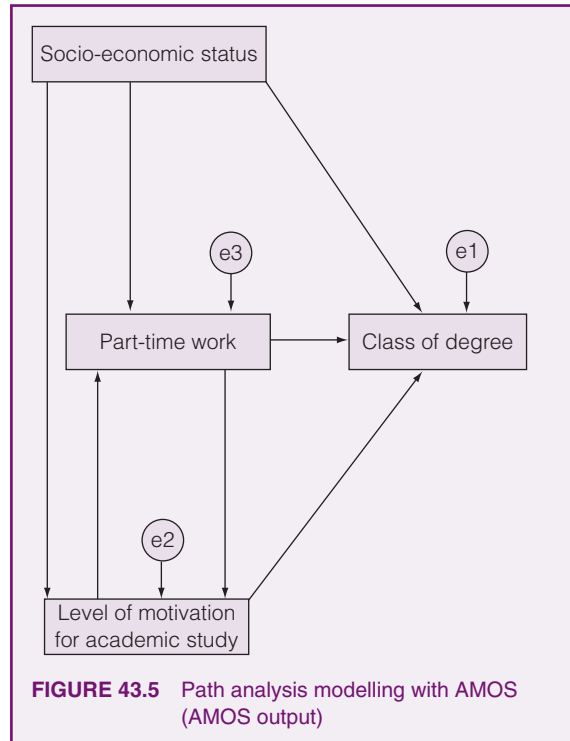 Socio-economic status
e3
e1
Part-time work
Class of degree
e2
Level of motivation
for academic study
FIGURE 43.5 Path analysis modelling with AMOS
(AMOS output)